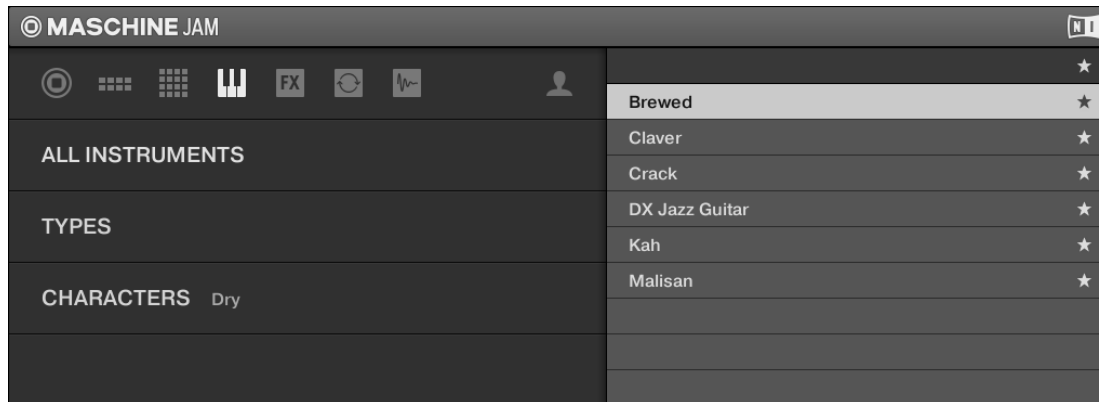 MASCHINE JAM
NI
FX
ALL INSTRUMENTS
TYPES
CHARACTERS Dry
Brewed
Claver
Crack
DX Jazz Guitar
Kah
Malisan